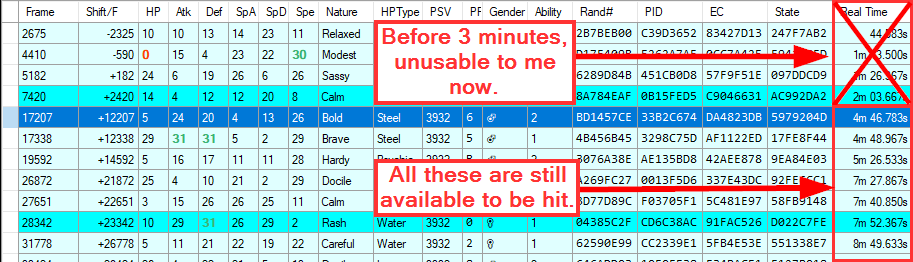 Frame Shift/F HP Atk Def SpA SpD Spe Nature HPType PSV Gender Ability Rand# PID EC State Real Time
2675 -2325 10 10 13 14 23 11 Relaxed 2B7BEB00 C39D3652 83427D13 247F7AB2 44.583s
4410 -590 0 15 4 23 22 30 Modest 1m
5182 +182 24 6 19 26 6 26 Sassy 6289D84B 451CB0D8 57F9F51E 097DDCD9
7420 +2420 14 4 12 12 20 8 Calm 8A784EAF 0B15FED5 C9046631 AC992DA2 2m 03.667s
Before 3 minutes,
unusable to me
now.
17207 +12207 5 24 20 4 13 26 Bold Steel 3932 6 2 BD1457CE 33B2C674 DA4823DB 5979204D 4m 46.783s
17338 +12338 29 31 31 5 2 29 Brave Steel 3932 5 1 4B456B45 3298C75D AF1122ED 17FE8F44 4m 48.967s
19592 +14592 5 16 17 11 11 28 Hardy 3076A38E AE135BD8 42AEE878 9EA84E03 5m 26.533s
26872 +21872 25 4 10 21 2 29 Docile A269FC27 0013F5D6 337E43DC 7m 27.867s
27651 +22651 3 15 26 26 25 11 Calm 3D77D89C F03705F1 5C481E97 58FB9148 7m 40.850s
All these are still
available to be hit.
28342 +23342 10 29 31 26 29 2 Rash Water 3932 0 1 04385C2F CD6C38AC 91FAC526 D022C7FE 7m 52.367s
31778 +26778 5 11 21 22 19 22 Careful Water 3932 2 1 62590E99 CC2339E1 5FB4E53E 551338E7 8m 49.633s